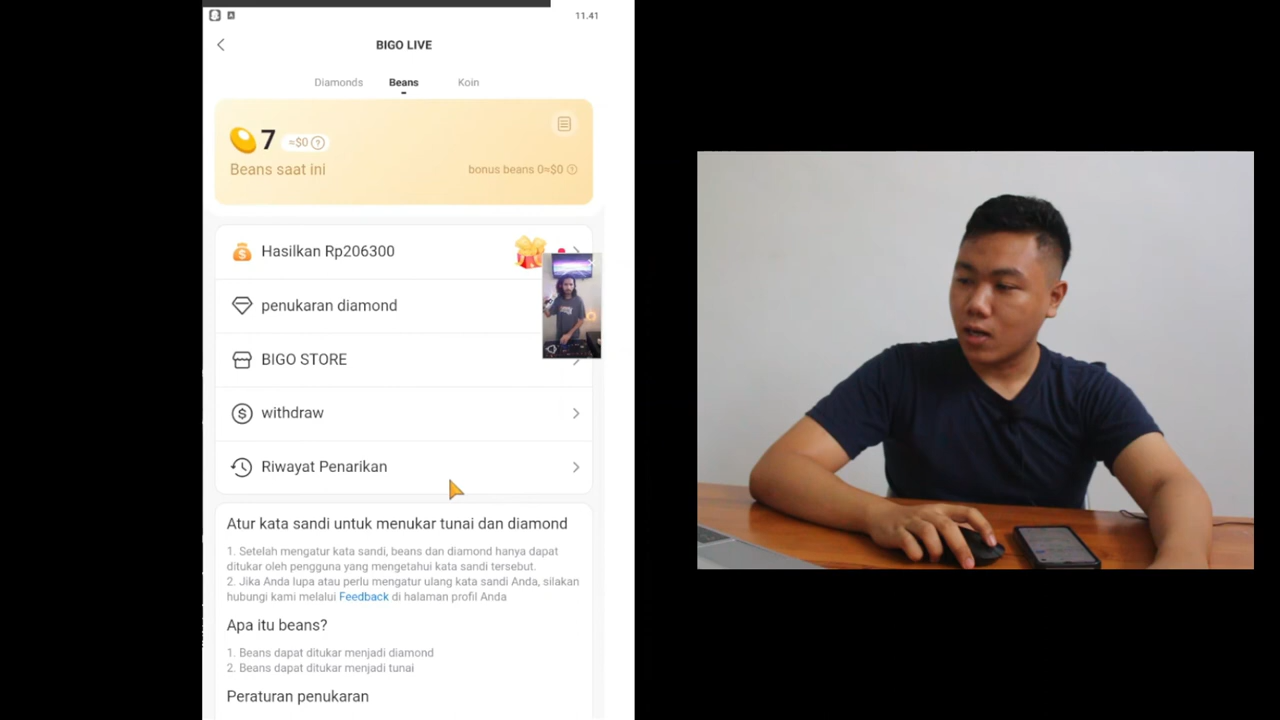 11.41
BIGO LIVE
Diamonds Beans Koin
7 ≈$0 ?
Beans saat ini
bonus beans 0≈$0 ?
Hasilkan Rp206300
penukaran diamond
BIGO STORE
withdraw
Riwayat Penarikan
Atur kata sandi untuk menukar tunai dan diamond
1. Setelah mengatur kata sandi, beans dan diamond hanya dapat
ditukar oleh pengguna yang mengetahui kata sandi tersebut.
2. Jika Anda lupa atau perlu mengatur ulang kata sandi Anda, silakan
hubungi kami melalui Feedback di halaman profil Anda
Apa itu beans?
1. Beans dapat ditukar menjadi diamond
2. Beans dapat ditukar menjadi tunai
Peraturan penukaran